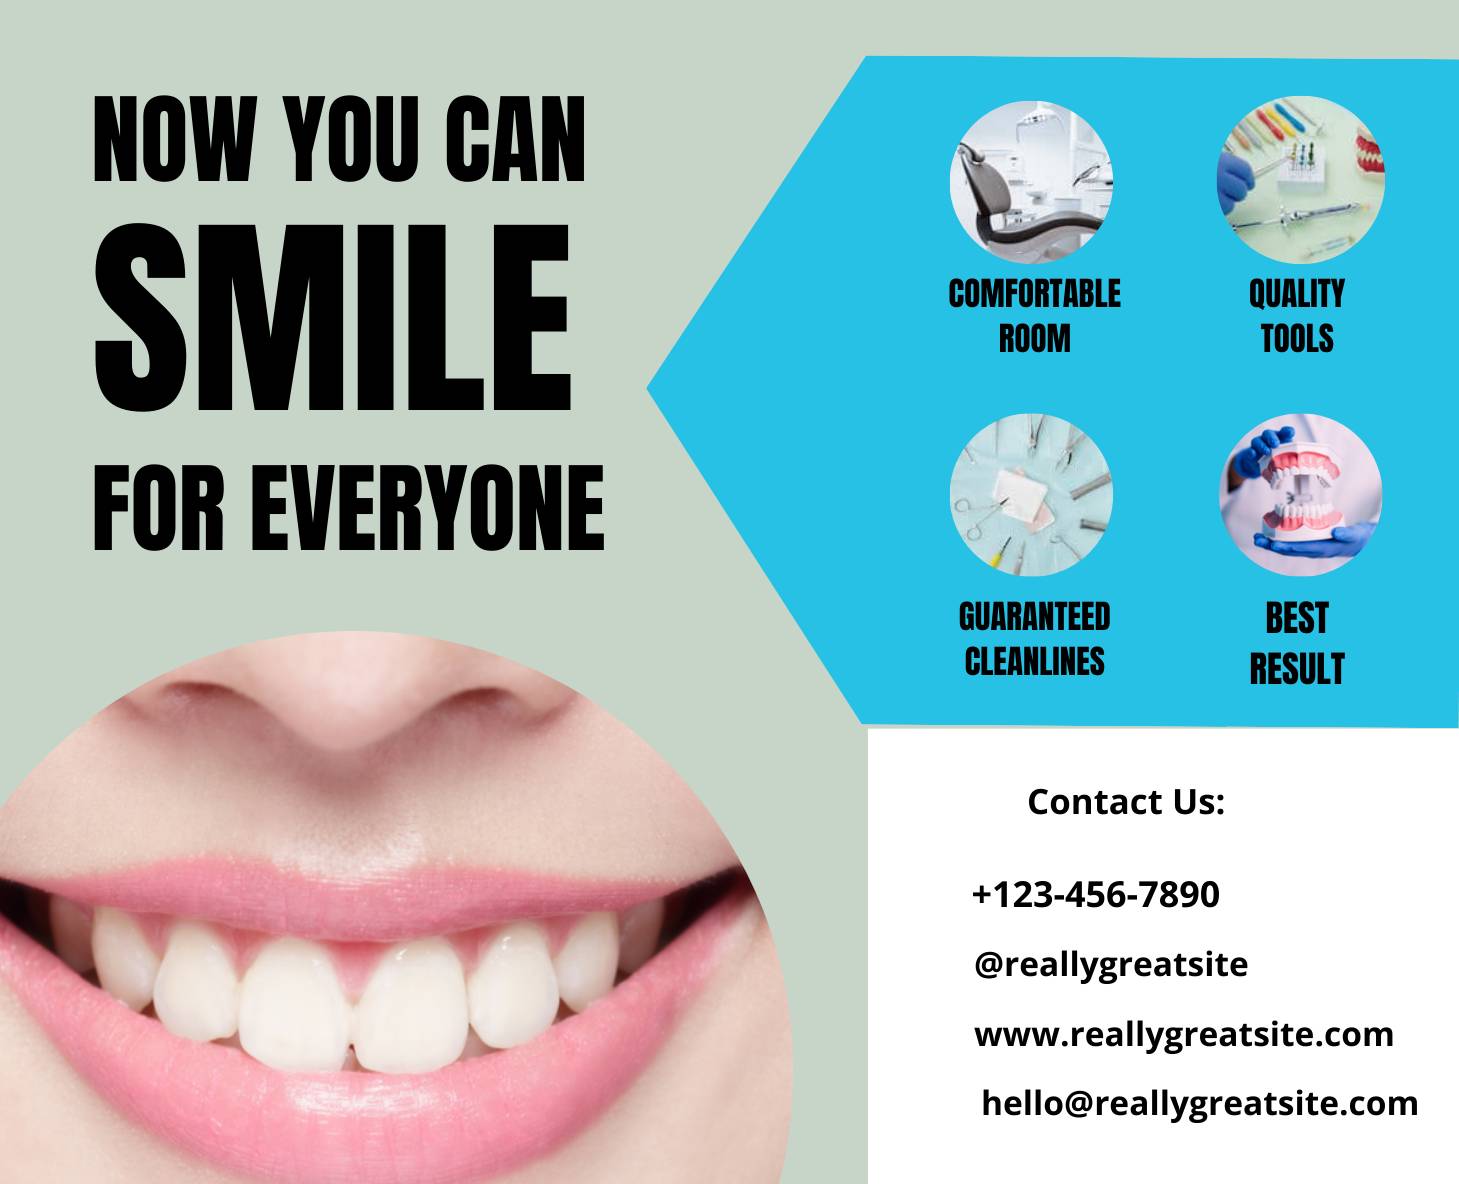 NOW YOU CAN
SMILE
FOR EVERYONE
COMFORTABLE
ROOM
QUALITY
TOOLS
GUARANTEED
CLEANLINES
BEST
RESULT
Contact Us:
+123-456-7890
@reallygreatsite
www.reallygreatsite.com
hello@reallygreatsite.com